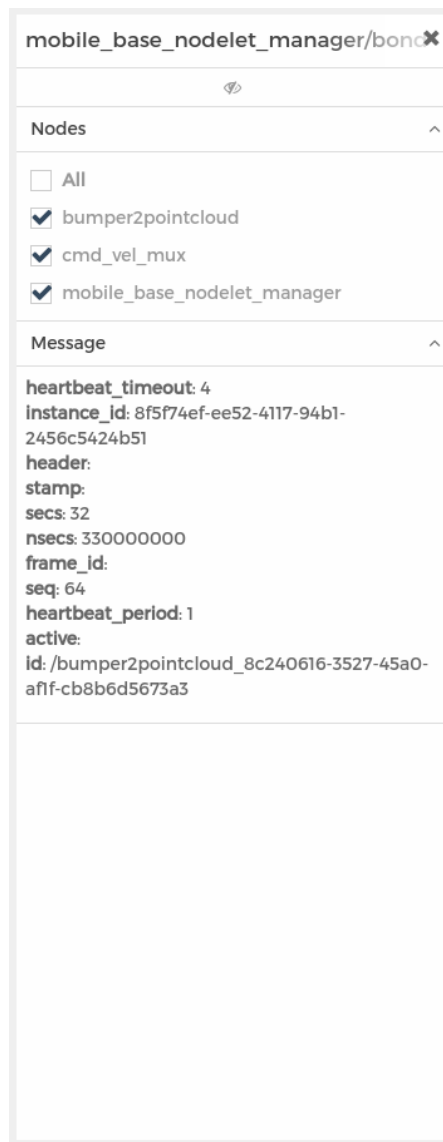 mobile_base_nodelet_manager/bond
Nodes
All
bumper2pointcloud
cmd_vel_mux
mobile_base_nodelet_manager
Message
heartbeat_timeout: 4
instance_id: 8f5f74ef-ee52-4117-94b1-
2456c5424b51
header:
stamp:
secs: 32
nsecs: 330000000
frame_id:
seq: 64
heartbeat_period: 1
active:
id: /bumper2pointcloud_8c240616-3527-45a0-
af1f-cb8b6d5673a3